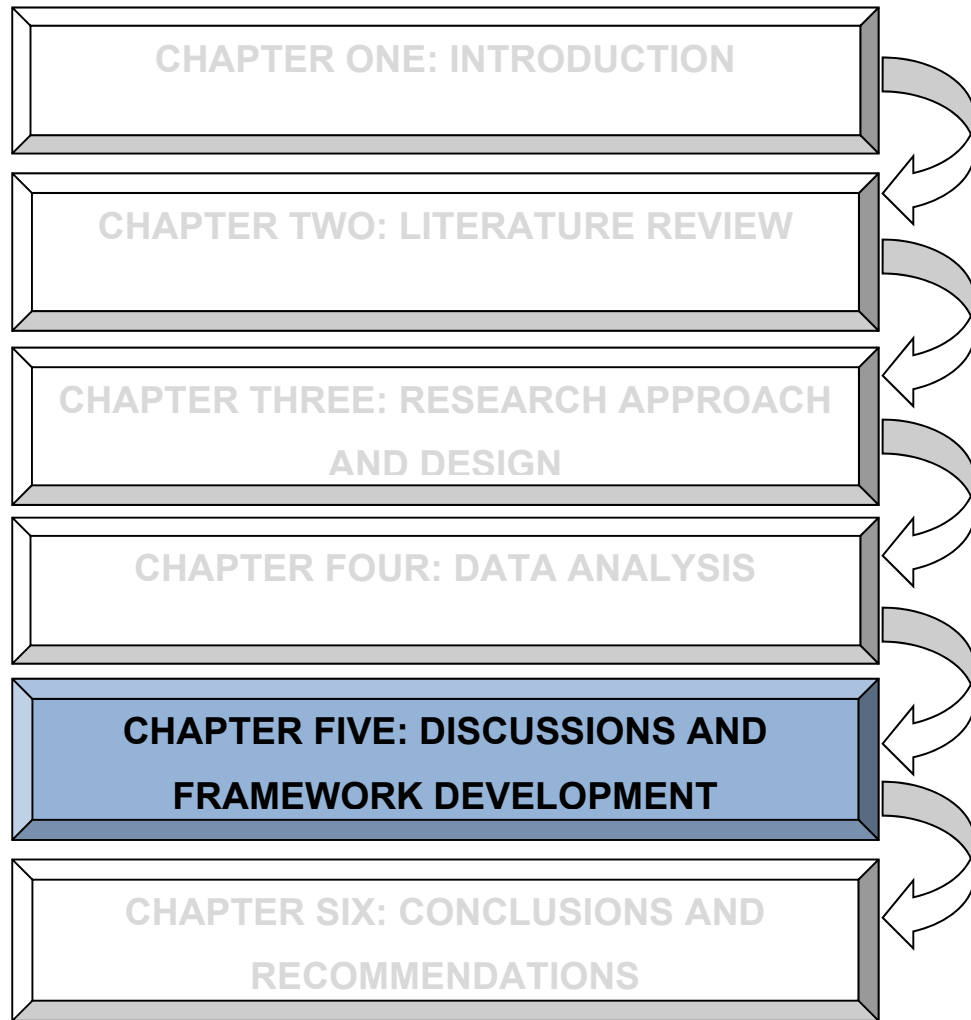 CHAPTER ONE: INTRODUCTION
CHAPTER TWO: LITERATURE REVIEW
CHAPTER THREE: RESEARCH APPROACH
AND DESIGN
CHAPTER FOUR: DATA ANALYSIS
CHAPTER FIVE: DISCUSSIONS AND
FRAMEWORK DEVELOPMENT
CHAPTER SIX: CONCLUSIONS AND
RECOMMENDATIONS